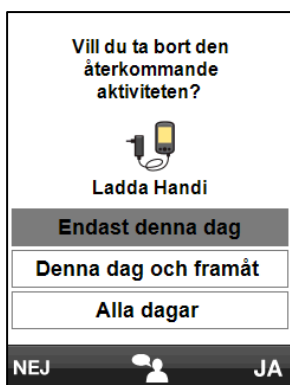 Vill du ta bort den
återkommande
aktiviteten?
Ladda Handi
Endast denna dag
Denna dag och framåt
Alla dagar
NEJ JA